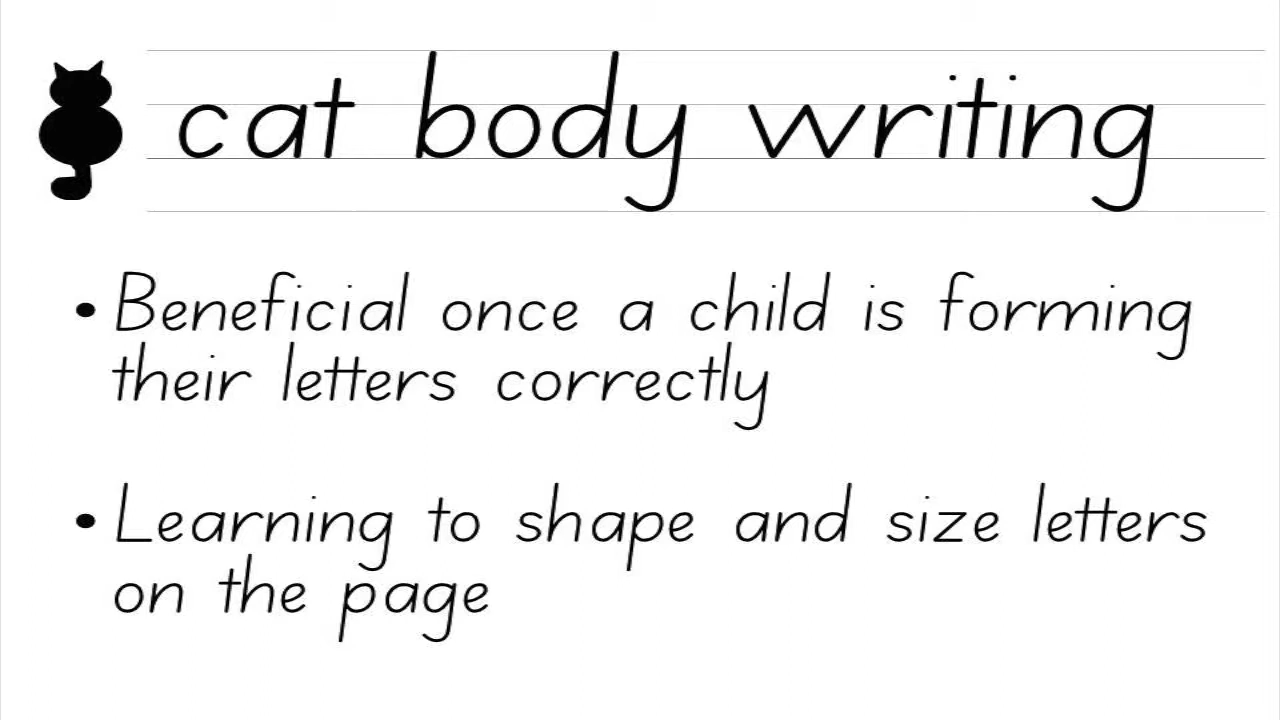 cat body writing
• Beneficial once a child is forming
their letters correctly
• Learning to shape and size letters
on the page